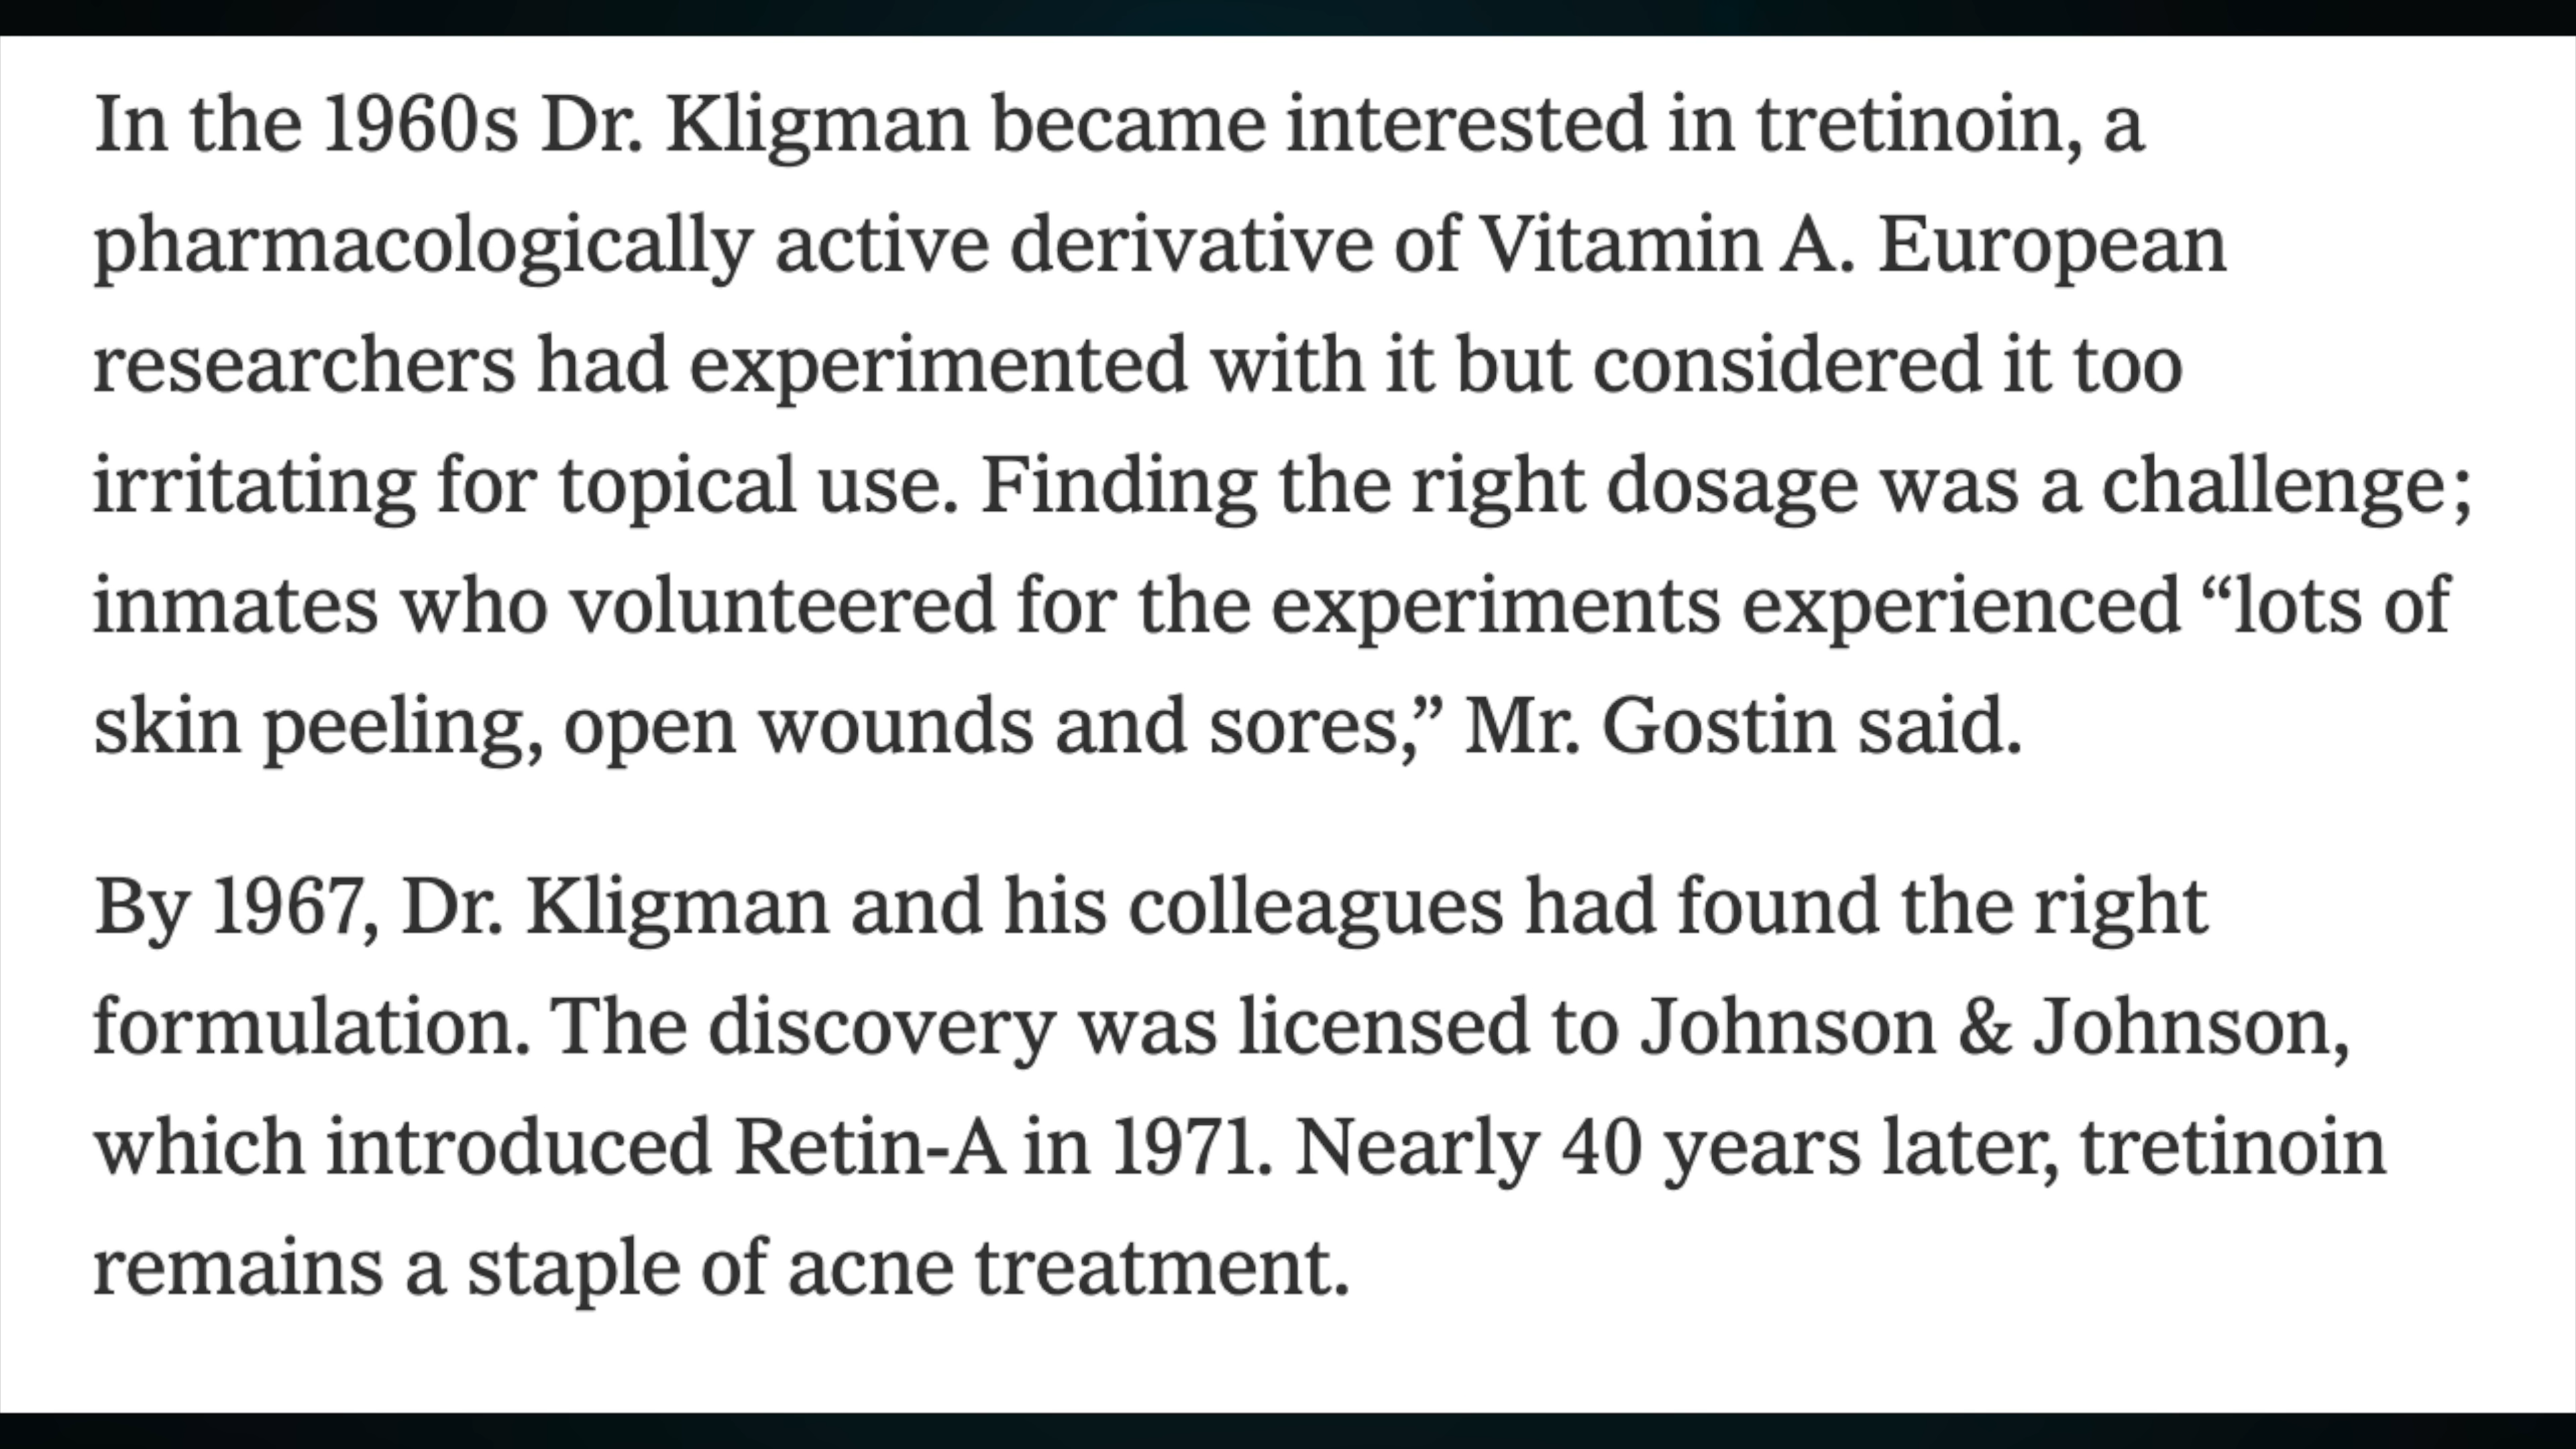 In the 1960s Dr. Kligman became interested in tretinoin, a
pharmacologically active derivative of Vitamin A. European
researchers had experimented with it but considered it too
irritating for topical use. Finding the right dosage was a challenge;
inmates who volunteered for the experiments experienced “lots of
skin peeling, open wounds and sores,” Mr. Gostin said.
By 1967, Dr. Kligman and his colleagues had found the right
formulation. The discovery was licensed to Johnson & Johnson,
which introduced Retin-A in 1971. Nearly 40 years later, tretinoin
remains a staple of acne treatment.